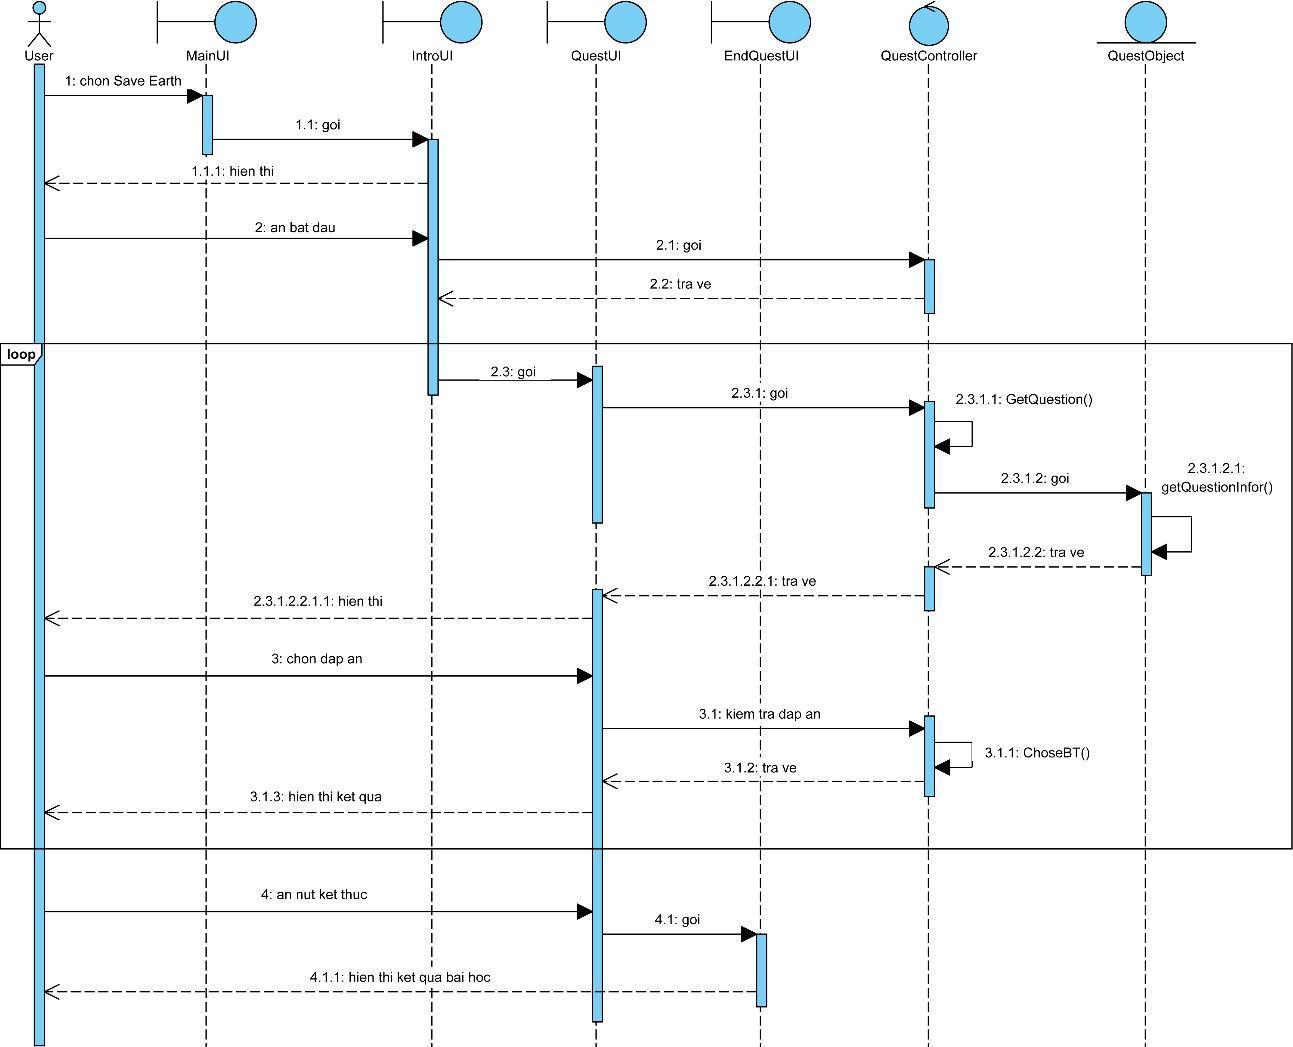 User
MainUI
IntroUI
QuestUI
EndQuestUI
QuestController
QuestObject
1: chon Save Earth
1.1: goi
1.1.1: hien thi
2: an bat dau
2.1: goi
2.2: tra ve
loop
2.3: goi
2.3.1: goi
2.3.1.1: GetQuestion()
2.3.1.2: goi
2.3.1.2.1:
getQuestionInfor()
2.3.1.2.2: tra ve
2.3.1.2.2.1: tra ve
2.3.1.2.2.1.1: hien thi
3: chon dap an
3.1: kiem tra dap an
3.1.1: ChoseBT()
3.1.2: tra ve
3.1.3: hien thi ket qua
4: an nut ket thuc
4.1: goi
4.1.1: hien thi ket qua bai hoc